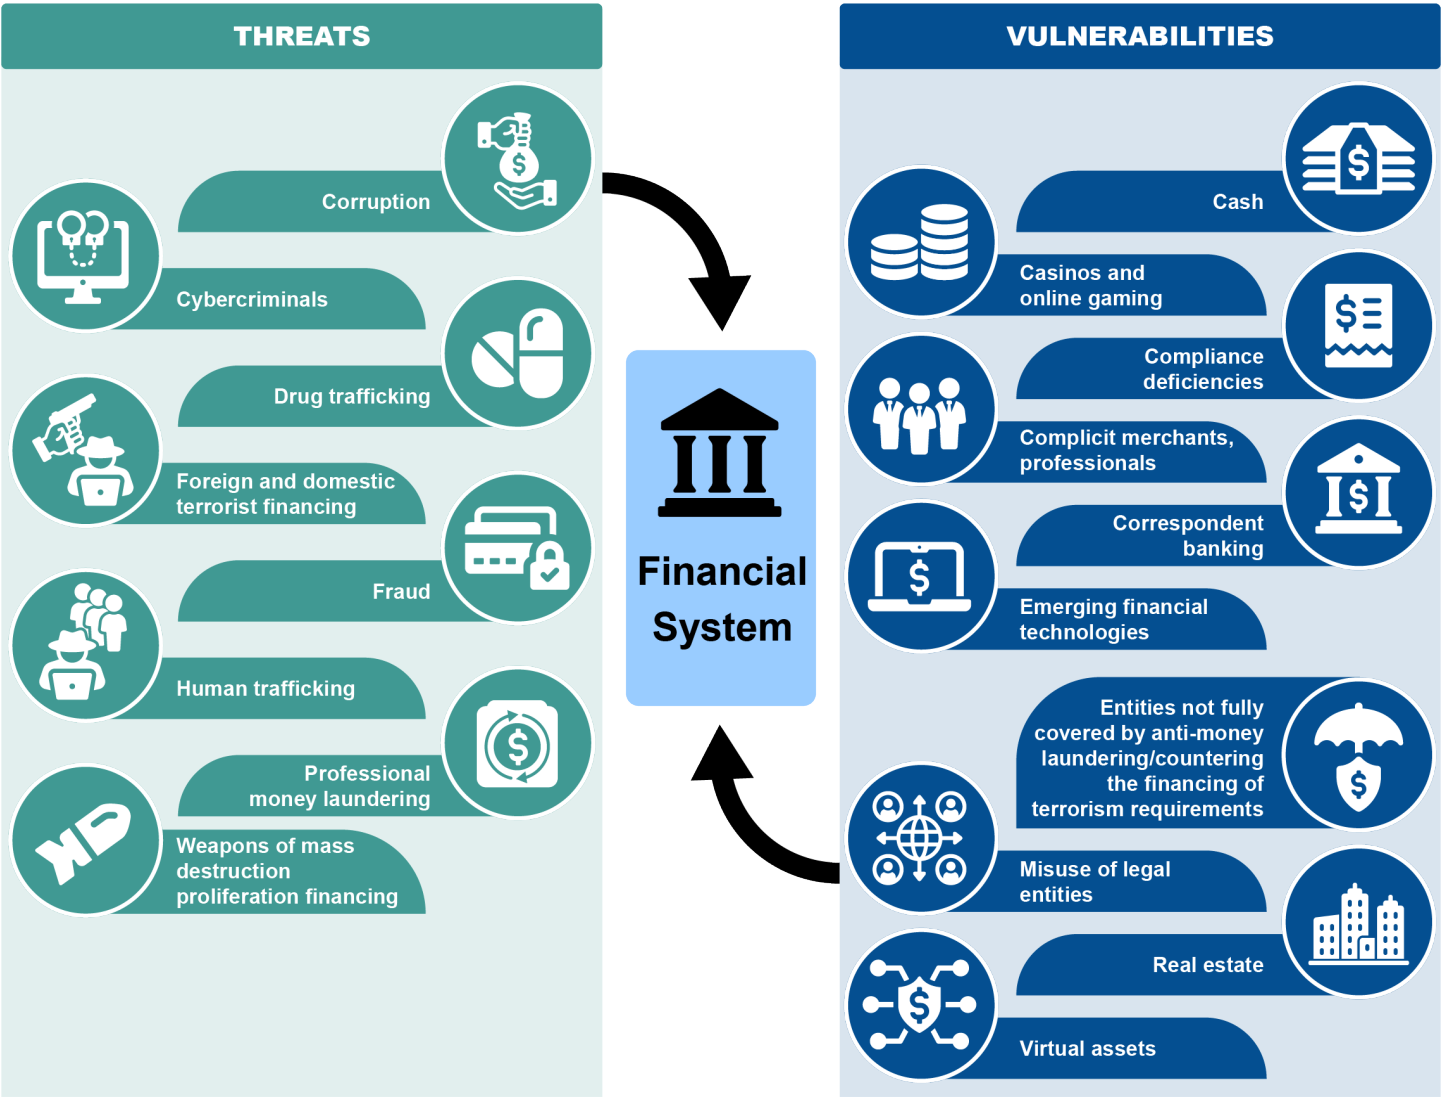 THREATS
Corruption
Cybercriminals
Drug trafficking
Foreign and domestic
terrorist financing
Fraud
Human trafficking
Professional
money laundering
Weapons of mass
destruction
proliferation financing
Financial
System
VULNERABILITIES
Cash
Casinos and
online gaming
Compliance
deficiencies
Complicit merchants,
professionals
Correspondent
banking
Emerging financial
technologies
Entities not fully
covered by anti-money
laundering/countering
the financing of
terrorism requirements
Misuse of legal
entities
Real estate
Virtual assets